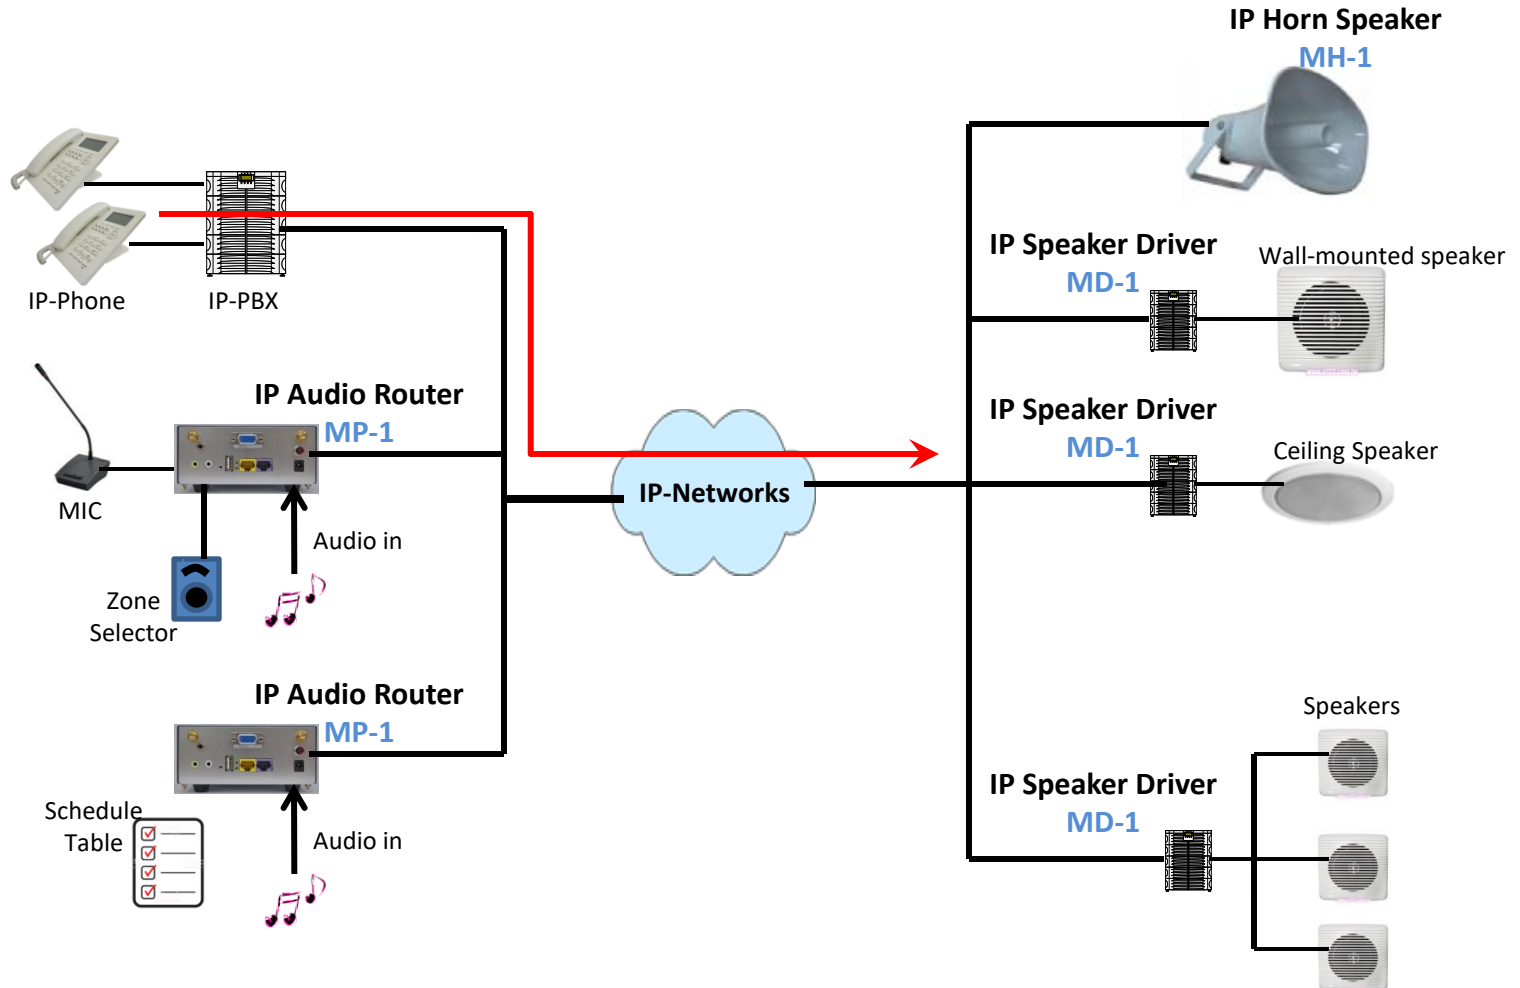 IP Horn Speaker
MH-1
IP-Phone
IP-PBX
IP Speaker Driver
MD-1
Wall-mounted speaker
IP Audio Router
MP-1
MIC
Audio in
Zone
Selector
IP-Networks
IP Speaker Driver
MD-1
Ceiling Speaker
IP Audio Router
MP-1
Schedule
Table
Audio in
Speakers
IP Speaker Driver
MD-1